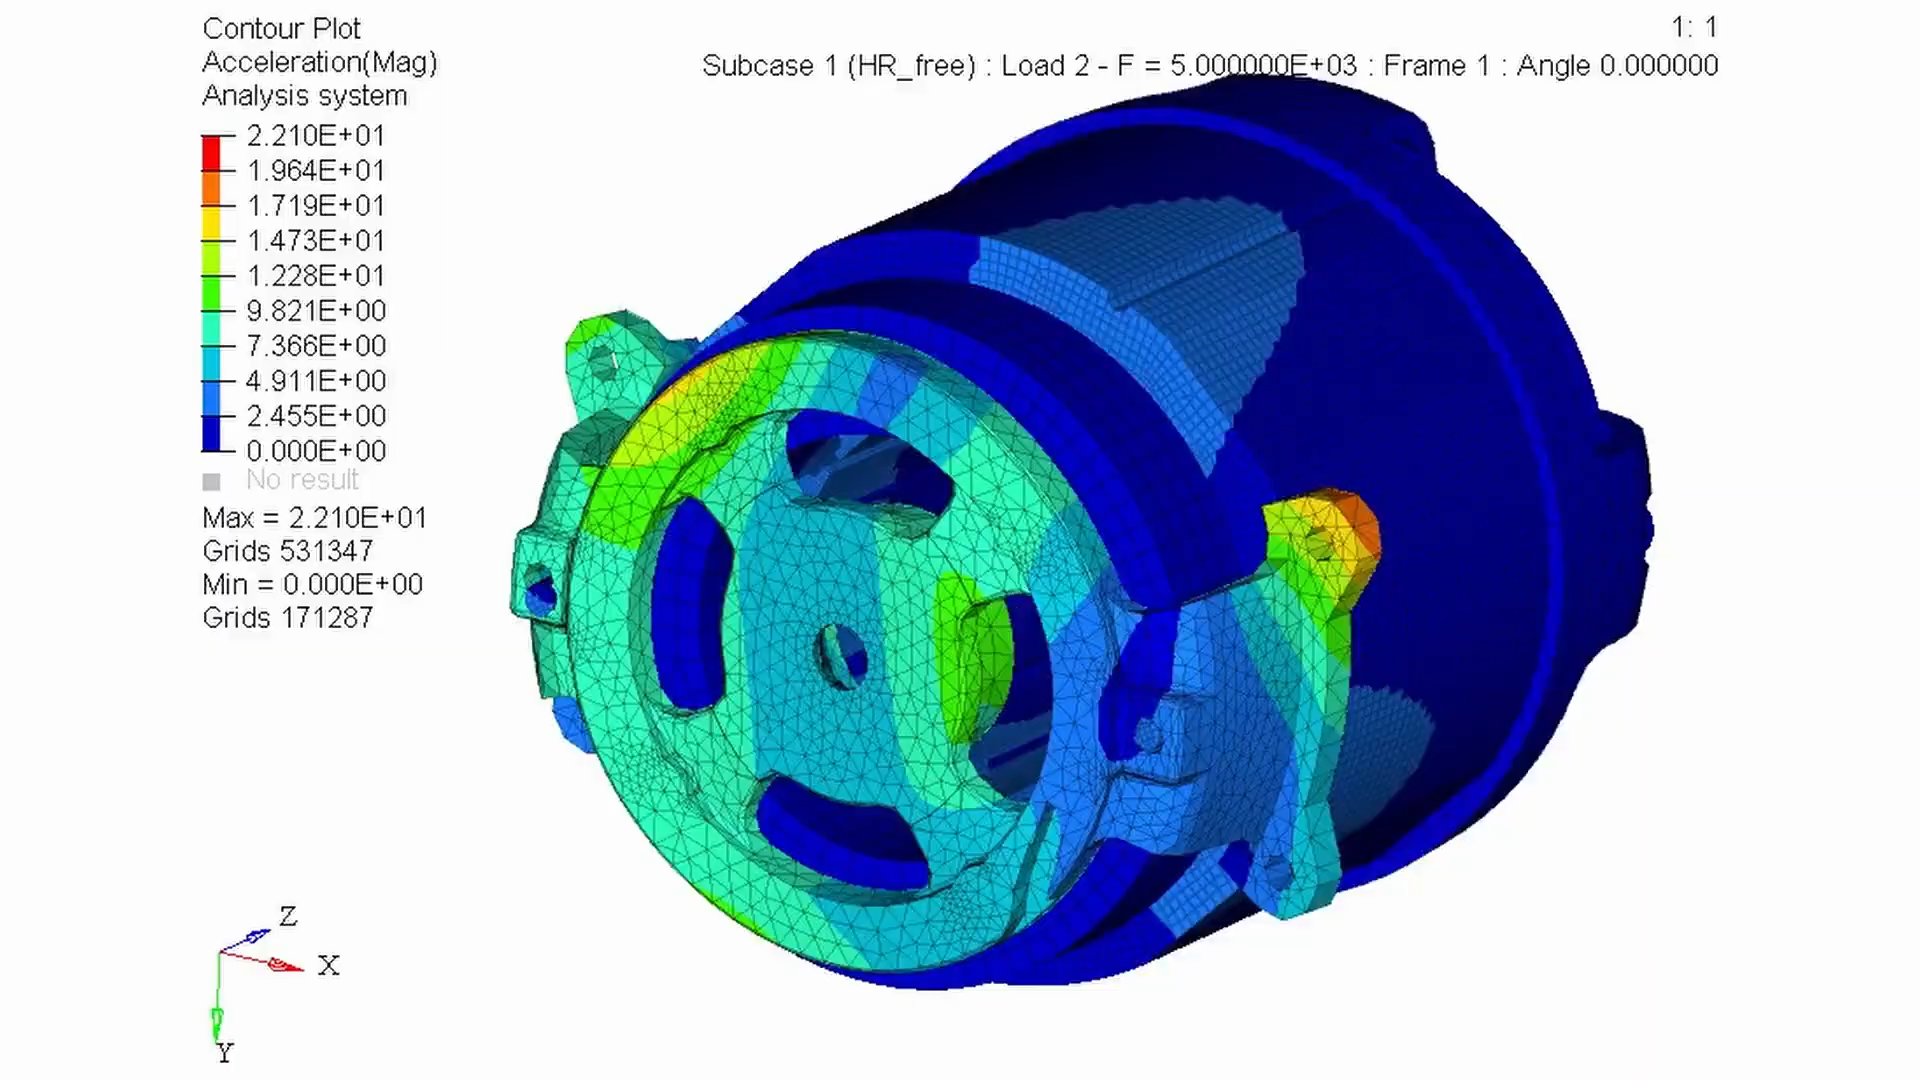 Contour Plot
Acceleration(Mag)
Analysis system
2.210E+01
1.964E+01
1.719E+01
1.473E+01
1.228E+01
9.821E+00
7.366E+00
4.911E+00
2.455E+00
0.000E+00
No result
Max = 2.210E+01
Grids 531347
Min = 0.000E+00
Grids 171287
1: 1
Subcase 1 (HR_free) : Load 2 - F = 5.000000E+03 : Frame 1 : Angle 0.000000
Z
X
Y